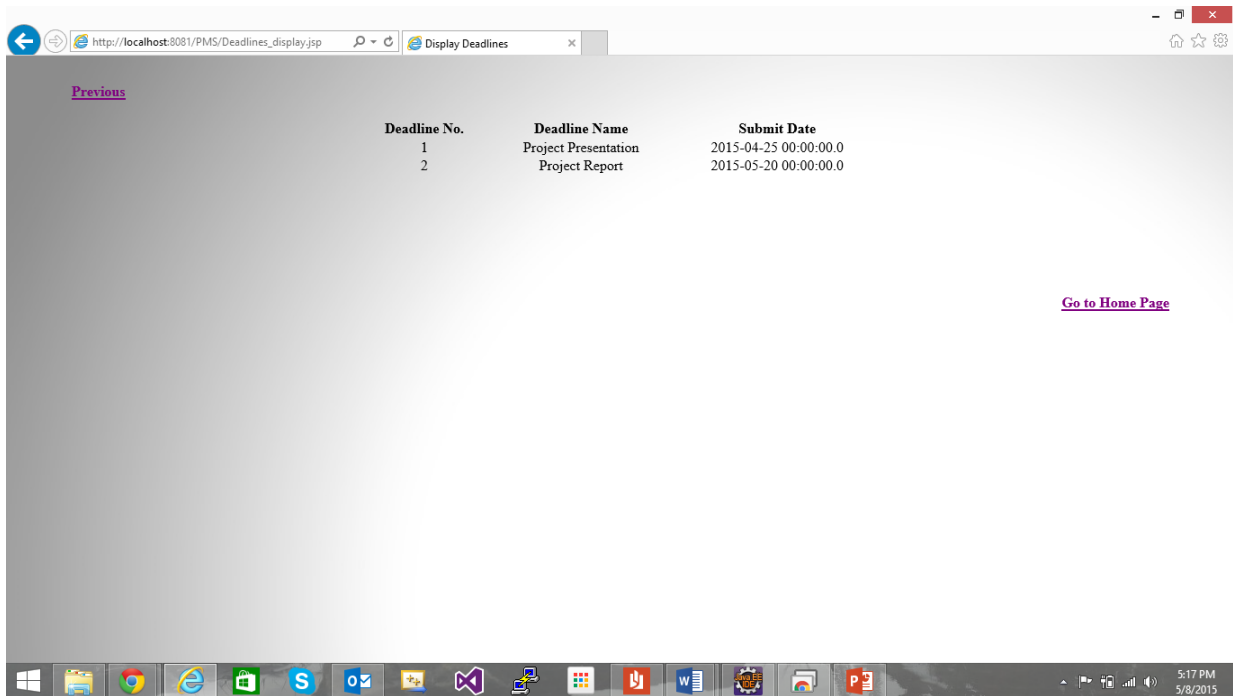 http://localhost:8081/PMS/Deadlines_display.jsp
Display Deadlines
Previous
Deadline No. Deadline Name Submit Date
1 Project Presentation 2015-04-25 00:00:00.0
2 Project Report 2015-05-20 00:00:00.0
Go to Home Page
5:17 PM
5/8/2015